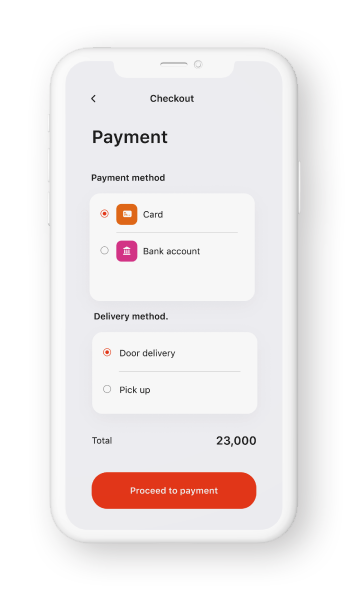 Checkout
Payment
Payment method
Card
Bank account
Delivery method.
Door delivery
Pick up
Total 23,000
Proceed to payment